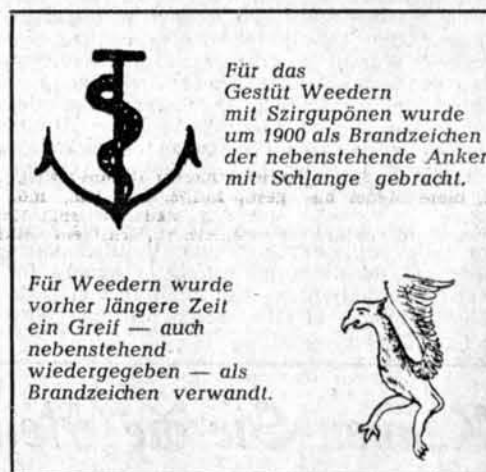 Für das
Gestüt Weedern
mit Szirgupönen wurde
um 1900 als Brandzeichen
der nebenstehende Anker
mit Schlange gebracht.
Für Weedern wurde
vorher längere Zeit
ein Greif — auch
nebenstehend
wiedergegeben — als
Brandzeichen verwandt.